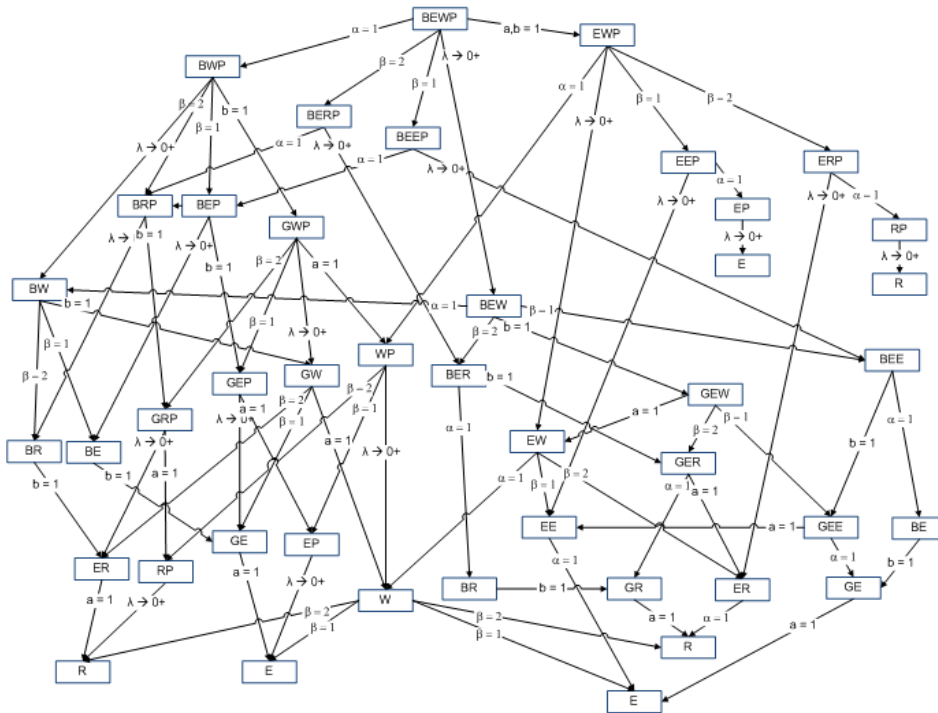 BEWP
α = 1
a,b = 1
EWP
BWP
β = 2
λ → 0+
β = 1
α = 1
β = 1
β − 2
β = 2
b = 1
BERP
BEEP
λ → 0+
λ → 0+
β = 1
α = 1
λ → 0+
α = 1
λ → 0+
EEP
ERP
α = 1
λ → 0+
α − 1
λ → 0+
BRP
BEP
EP
GWP
RP
λ → 0+
b = 1
λ → 0+
β = 2
a = 1
λ → 0+
λ → 0+
b = 1
E
R
BW
b = 1
α = 1
BEW
β − 1
β = 1
λ → 0+
β = 2
b = 1
WP
BEE
β = 1
GEP
GW
BER
b = 1
β − 2
β − 2
GEW
β = 2
β = 1
a = 1
GRP
λ → 0+
a = 1
β − 1
α = 1
β = 1
α = 1
β = 2
BR
BE
λ → 0+
a = 1
λ → 0+
EW
b = 1
GER
a = 1
b = 1
b = 1
α = 1
β = 1
β = 2
α = 1
a = 1
EE
a = 1
GEE
BE
GE
EP
ER
RP
α = 1
α = 1
b = 1
BR
b = 1
GR
ER
GE
W
a = 1
λ → 0+
a = 1
λ → 0+
β = 2
β = 1
β = 2
β = 1
a = 1
α = 1
a = 1
R
R
E
E